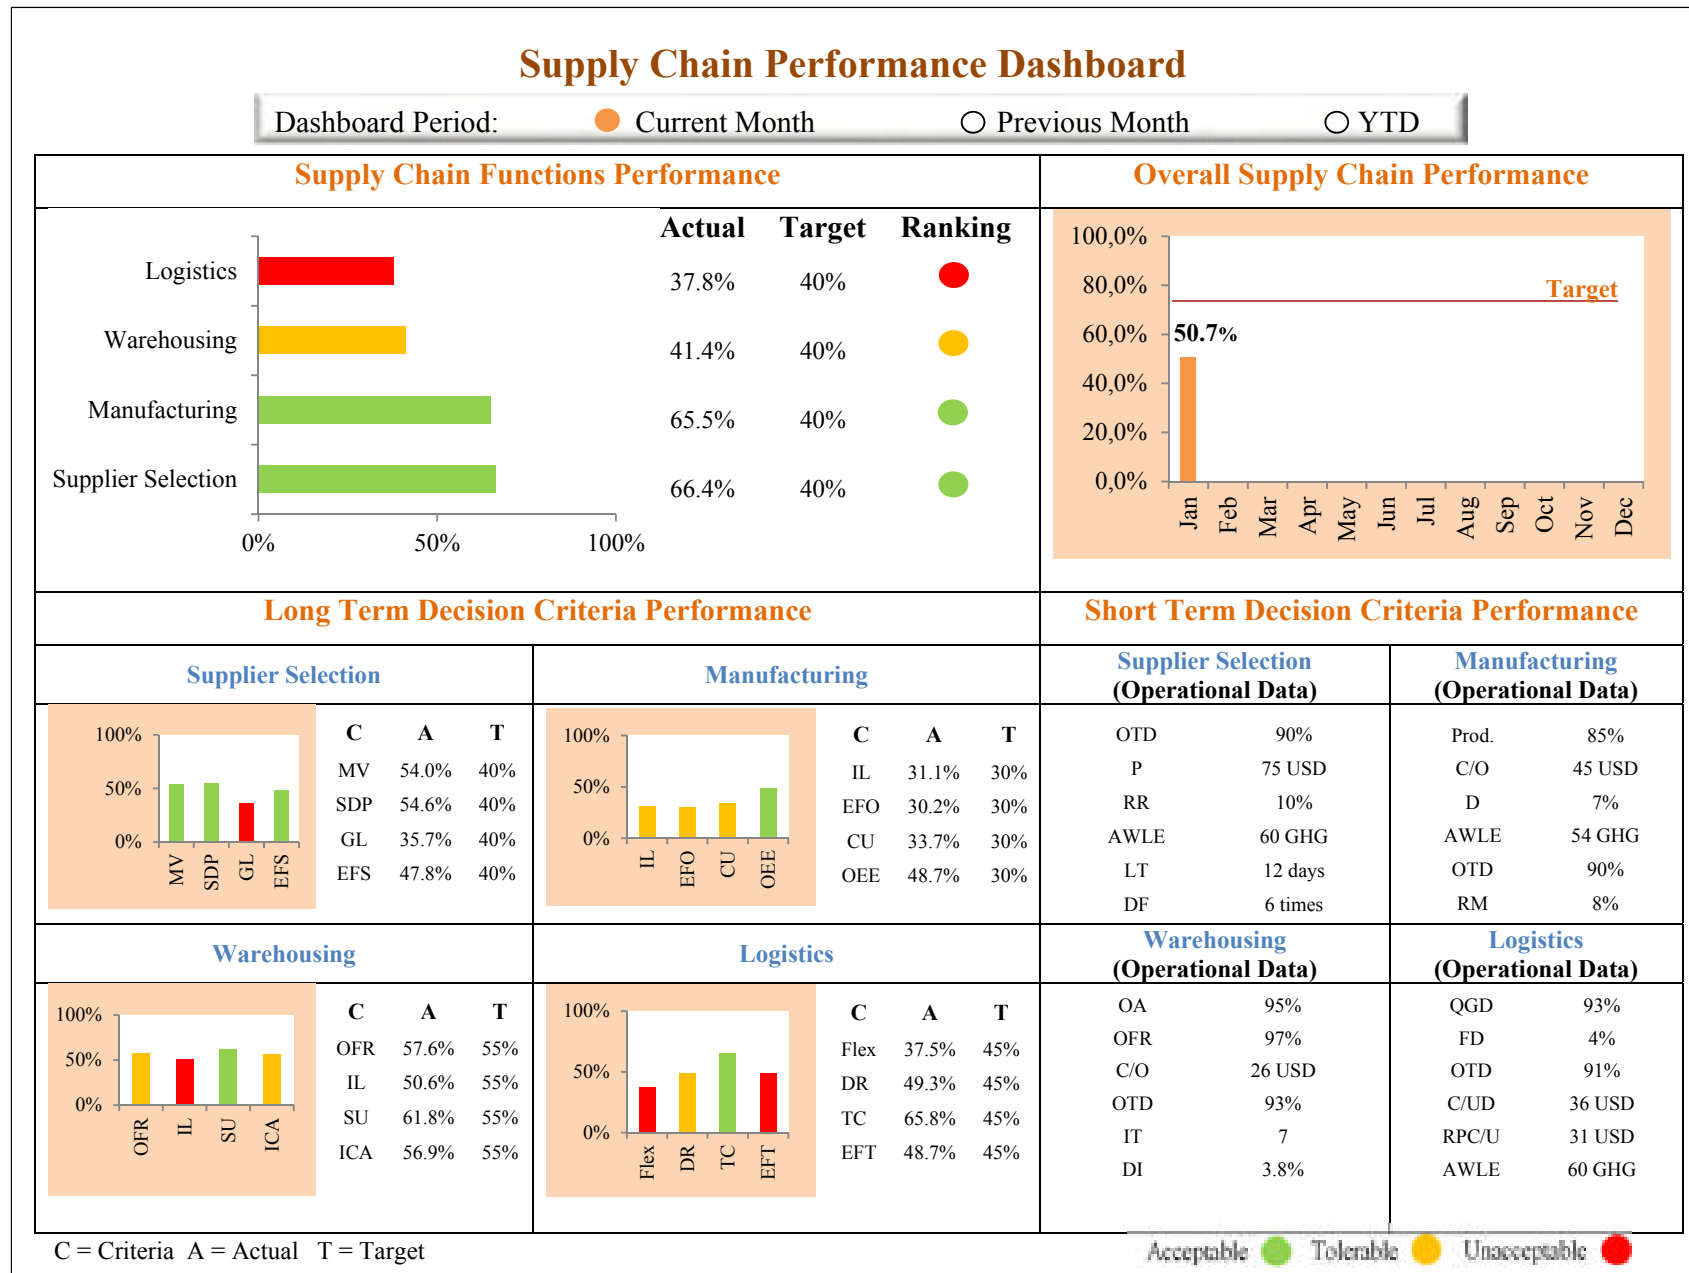 Supply Chain Performance Dashboard
Dashboard Period: Current Month Previous Month YTD
Supply Chain Functions Performance
Actual Target Ranking
Logistics 37.8% 40%
Warehousing 41.4% 40%
Manufacturing 65.5% 40%
Supplier Selection 66.4% 40%
0% 50% 100%
Overall Supply Chain Performance
100,0%
80,0%
60,0%
40,0%
20,0%
0,0%
Target
50.7%
Jan Feb Mar Apr May Jun Jul Aug Sep Oct Nov Dec
Long Term Decision Criteria Performance
Supplier Selection
100%
50%
0%
MV SDP GL EFS
C A T
MV 54.0% 40%
SDP 54.6% 40%
GL 35.7% 40%
EFS 47.8% 40%
Manufacturing
100%
50%
0%
IL EFO CU OEE
C A T
IL 31.1% 30%
EFO 30.2% 30%
CU 33.7% 30%
OEE 48.7% 30%
Warehousing
100%
50%
0%
OFR IL SU ICA
C A T
OFR 57.6% 55%
IL 50.6% 55%
SU 61.8% 55%
ICA 56.9% 55%
Logistics
100%
50%
0%
Flex DR TC EFT
C A T
Flex 37.5% 45%
DR 49.3% 45%
TC 65.8% 45%
EFT 48.7% 45%
Short Term Decision Criteria Performance
Supplier Selection
(Operational Data)
OTD 90%
P 75 USD
RR 10%
AWLE 60 GHG
LT 12 days
DF 6 times
Manufacturing
(Operational Data)
Prod. 85%
C/O 45 USD
D 7%
AWLE 54 GHG
OTD 90%
RM 8%
Warehousing
(Operational Data)
OA 95%
OFR 97%
C/O 26 USD
OTD 93%
IT 7
DI 3.8%
Logistics
(Operational Data)
QGD 93%
FD 4%
OTD 91%
C/UD 36 USD
RPC/U 31 USD
AWLE 60 GHG
C = Criteria A = Actual T = Target
Acceptable Tolerable Unacceptable